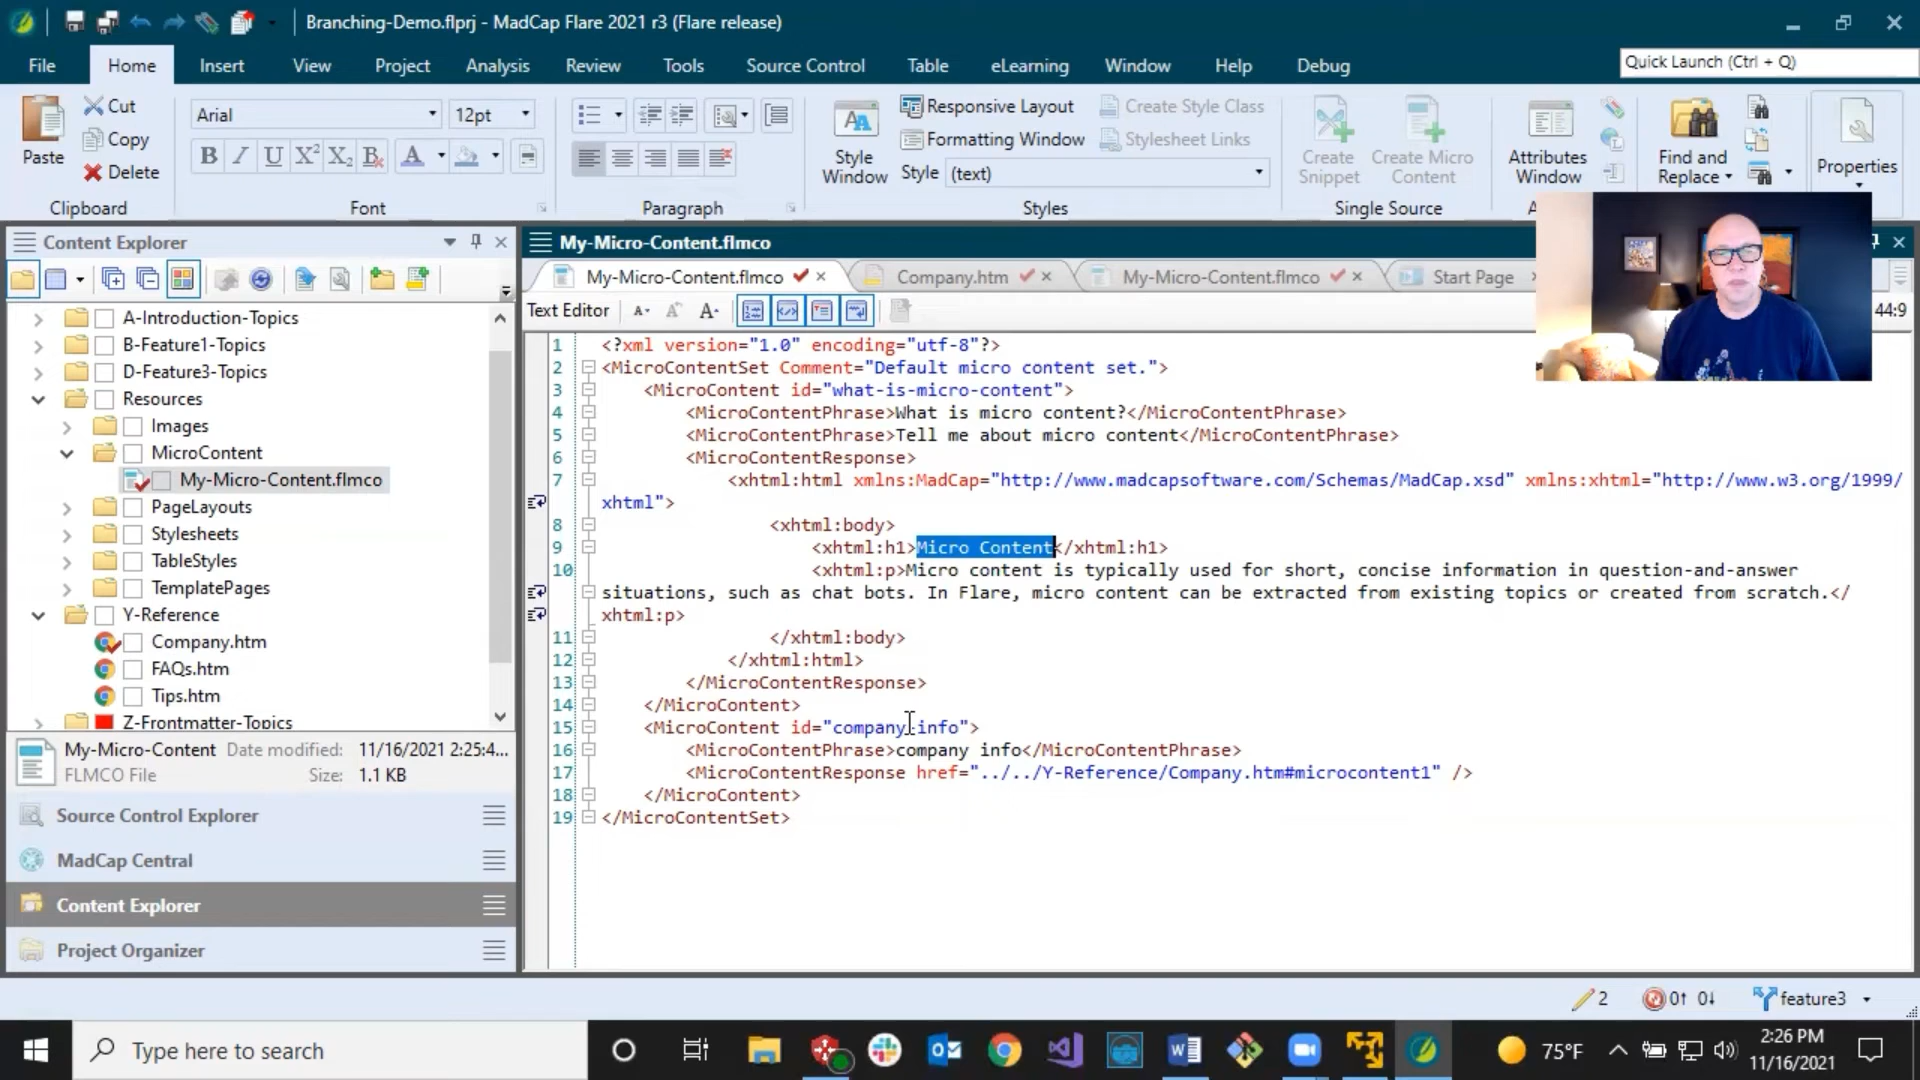 Branching-Demo.flprj - MadCap Flare 2021 r3 (Flare release)
File Home Insert View Project Analysis Review Tools Source Control Table eLearning Window Help Debug
Quick Launch (Ctrl + Q)
Paste
Cut
Copy
Delete
Clipboard
Arial
12pt
B I U X² X₂ B A
Font
Paragraph
Style Window
Responsive Layout
Formatting Window
Create Style Class
Stylesheet Links
Style (text)
Styles
Create Snippet
Create Micro Content
Single Source
Attributes Window
Find and Replace
Properties
Content Explorer
A-Introduction-Topics
B-Feature1-Topics
D-Feature3-Topics
Resources
Images
MicroContent
My-Micro-Content.flmco
PageLayouts
Stylesheets
TableStyles
TemplatePages
Y-Reference
Company.htm
FAQs.htm
Tips.htm
Z-Frontmatter-Topics
My-Micro-Content Date modified: 11/16/2021 2:25:4...
FLMCO File Size: 1.1 KB
Source Control Explorer
MadCap Central
Content Explorer
Project Organizer
My-Micro-Content.flmco
My-Micro-Content.flmco Company.htm My-Micro-Content.flmco Start Page
Text Editor
44:9
1 <?xml version="1.0" encoding="utf-8"?>
2 <MicroContentSet Comment="Default micro content set.">
3 <MicroContent id="what-is-micro-content">
4 <MicroContentPhrase>What is micro content?</MicroContentPhrase>
5 <MicroContentPhrase>Tell me about micro content</MicroContentPhrase>
6 <MicroContentResponse>
7 <xhtml:html xmlns:MadCap="http://www.madcapsoftware.com/Schemas/MadCap.xsd" xmlns:xhtml="http://www.w3.org/1999/
xhtml">
8 <xhtml:body>
9 <xhtml:h1>Micro Content</xhtml:h1>
10 <xhtml:p>Micro content is typically used for short, concise information in question-and-answer
situations, such as chat bots. In Flare, micro content can be extracted from existing topics or created from scratch.</
xhtml:p>
11 </xhtml:body>
12 </xhtml:html>
13 </MicroContentResponse>
14 </MicroContent>
15 <MicroContent id="company-info">
16 <MicroContentPhrase>company info</MicroContentPhrase>
17 <MicroContentResponse href="../../Y-Reference/Company.htm#microcontent1" />
18 </MicroContent>
19 </MicroContentSet>
2 0↑ 0↓ feature3
Type here to search
75°F
2:26 PM
11/16/2021